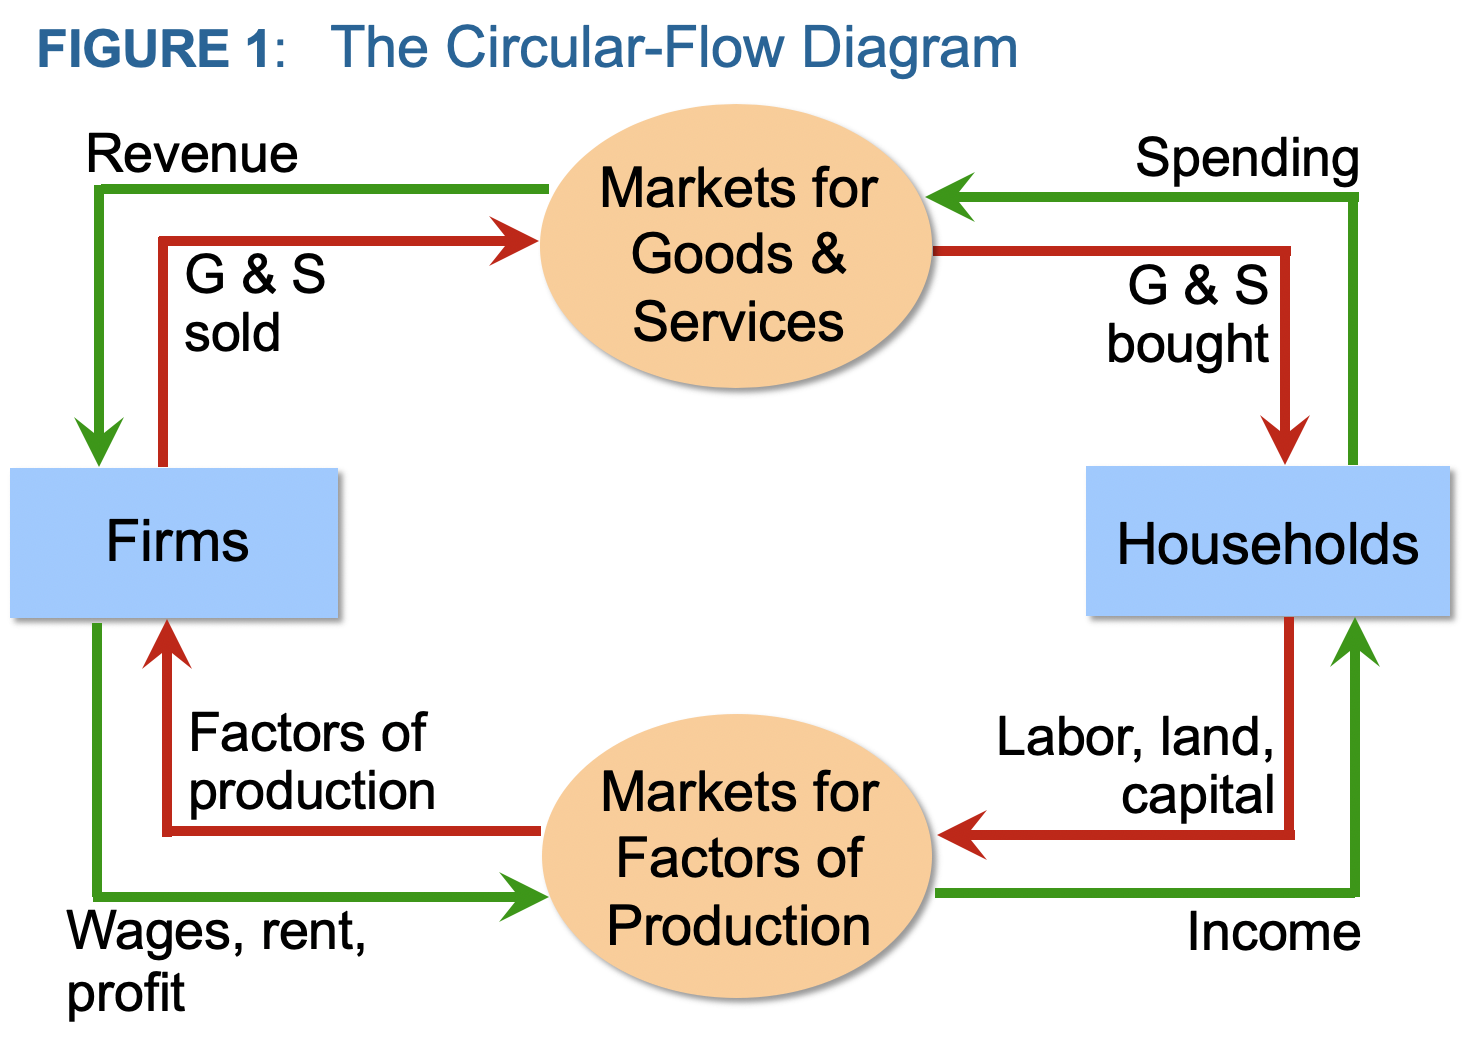 FIGURE 1: The Circular-Flow Diagram
Revenue
Markets for
Goods &
Services
Spending
G & S
sold
G & S
bought
Firms
Households
Factors of
production
Markets for
Factors of
Production
Labor, land,
capital
Wages, rent,
profit
Income